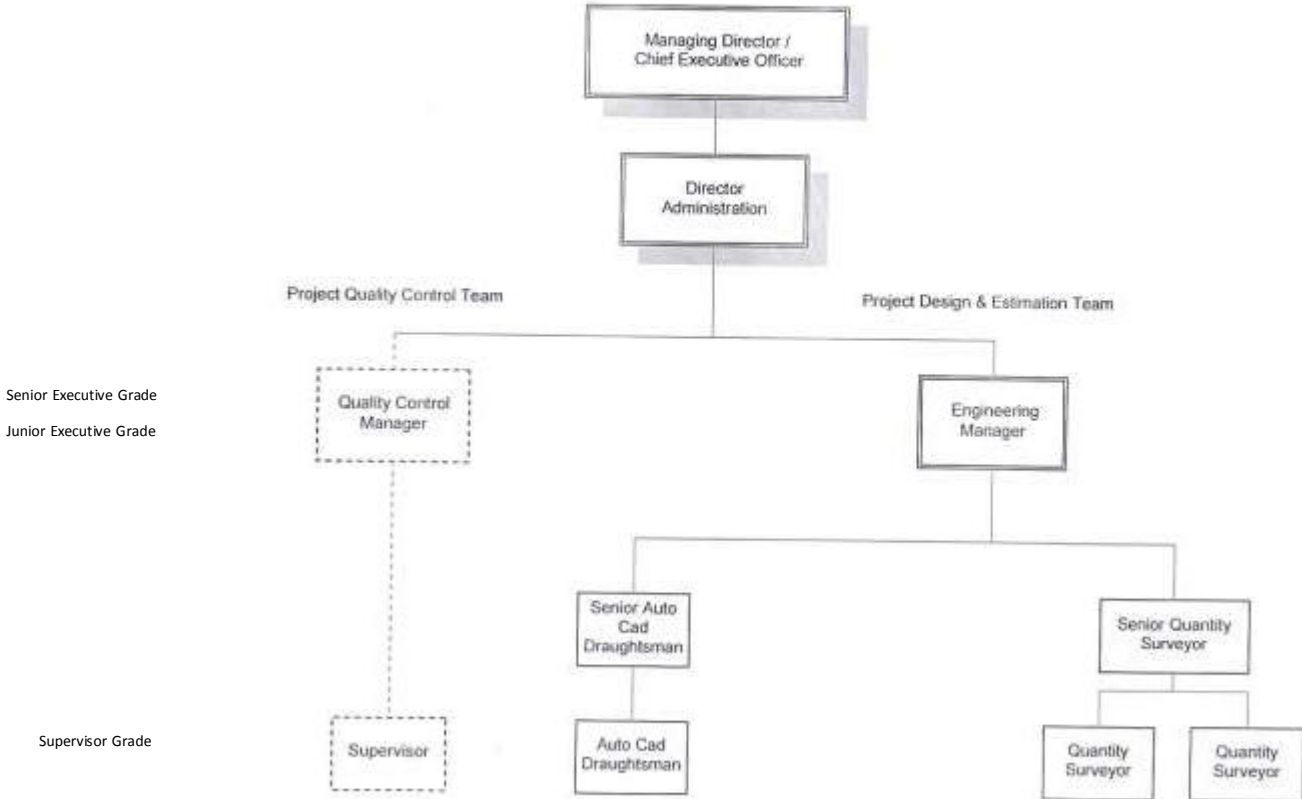 Managing Director /
Chief Executive Officer
Director
Administration
Project Quality Control Team
Project Design & Estimation Team
Senior Executive Grade
Junior Executive Grade
Quality Control
Manager
Engineering
Manager
Senior Auto
Cad
Draughtsman
Senior Quantity
Surveyor
Supervisor Grade
Supervisor
Auto Cad
Draughtsman
Quantity
Surveyor
Quantity
Surveyor